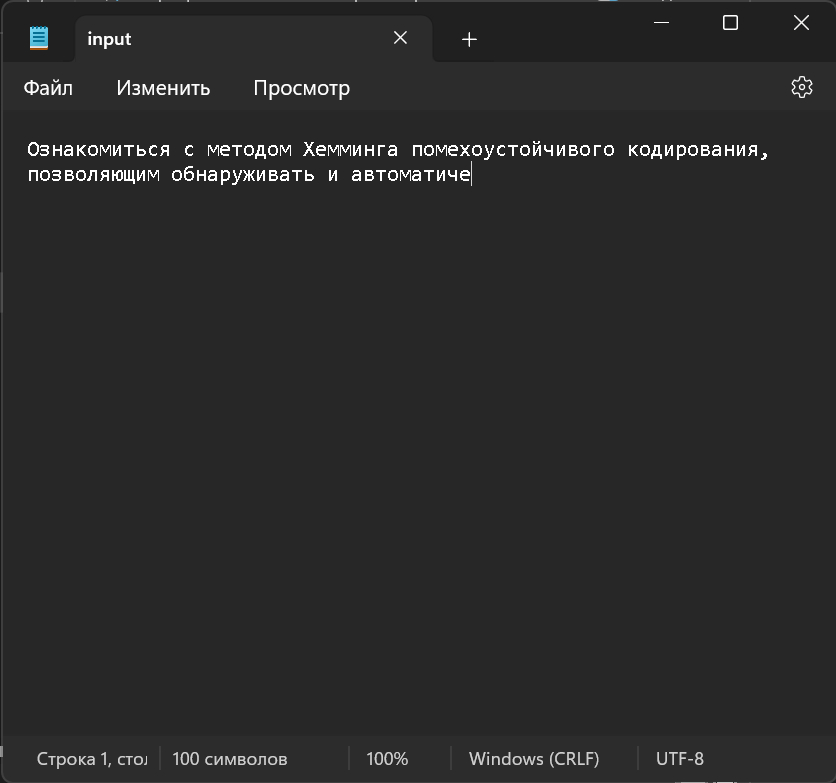 input
Файл Изменить Просмотр
Ознакомиться с методом Хемминга помехоустойчивого кодирования,
позволяющим обнаруживать и автоматиче
Строка 1, 100 символов 100% Windows (CRLF) UTF-8